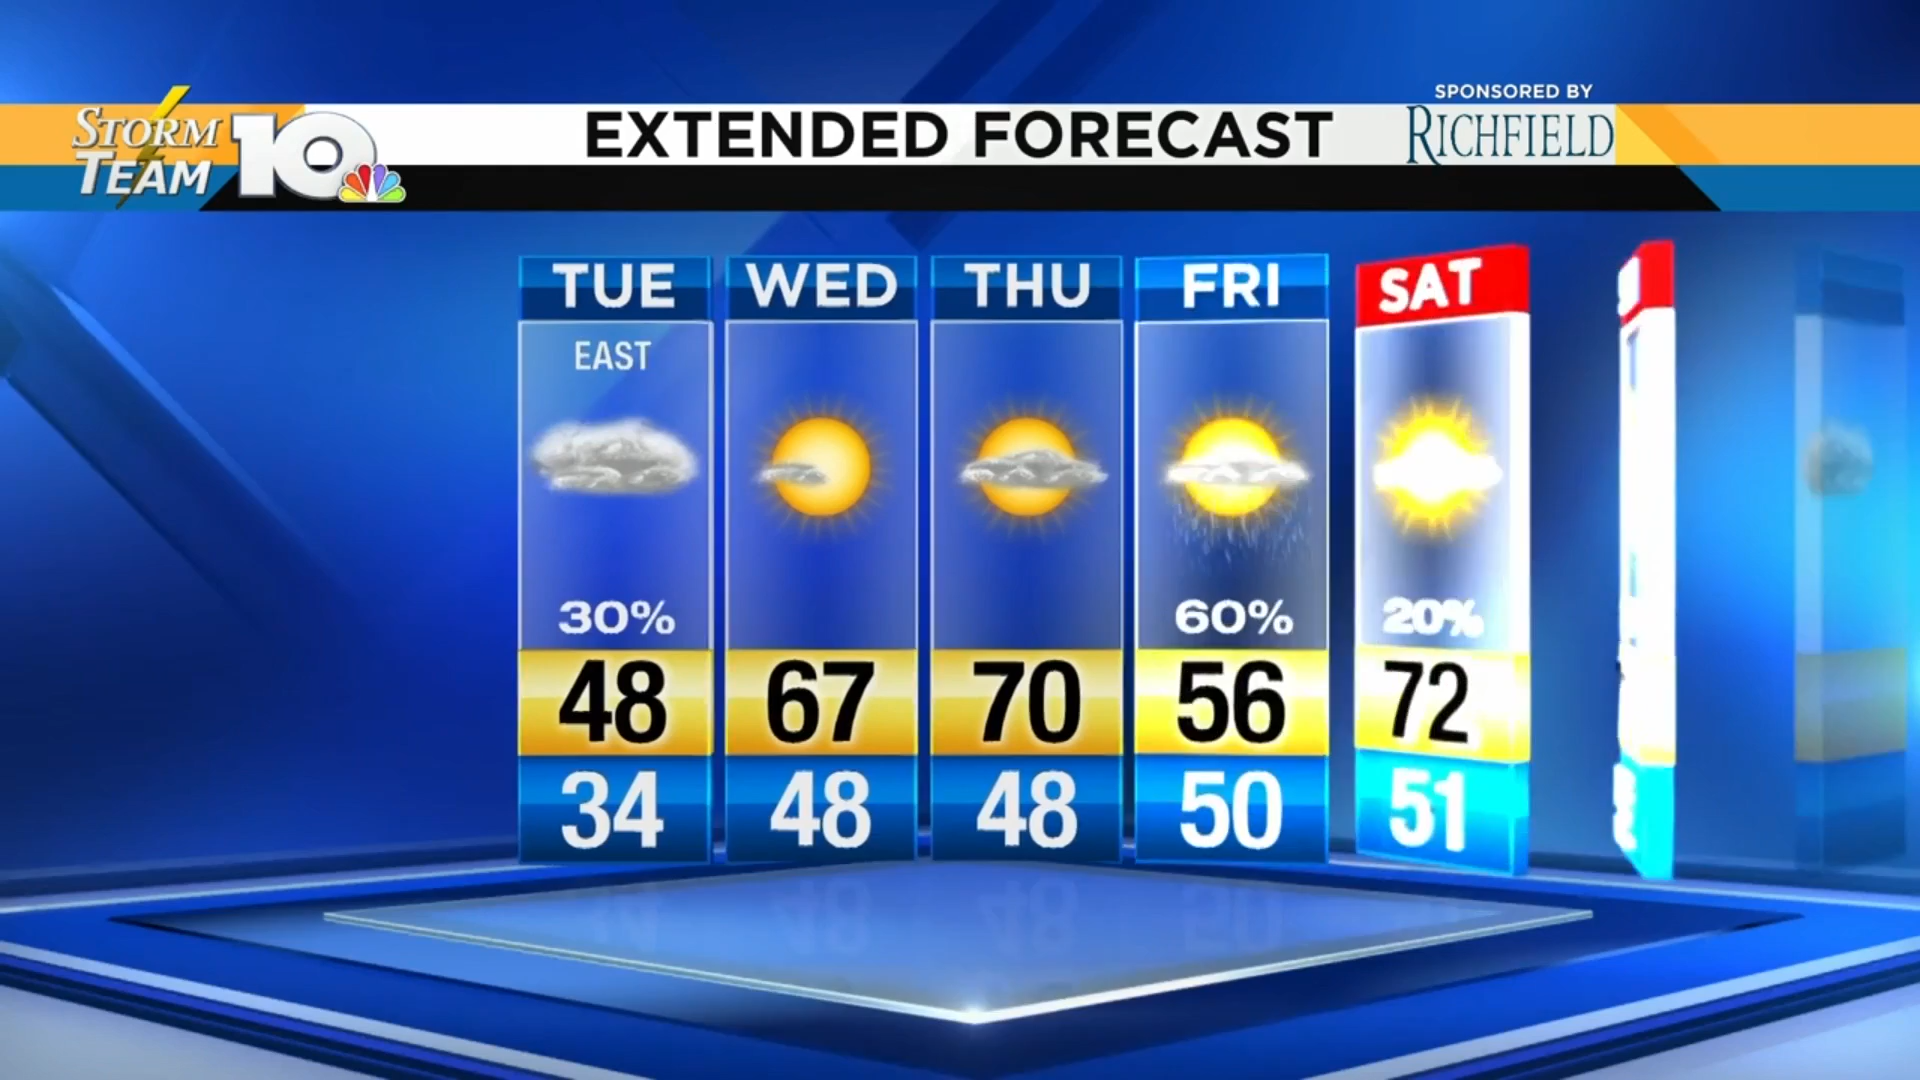 SPONSORED BY
STORM TEAM 10
EXTENDED FORECAST
RICHFIELD
TUE WED THU FRI SAT
EAST
30% 60% 20%
48 67 70 56 72
34 48 48 50 51